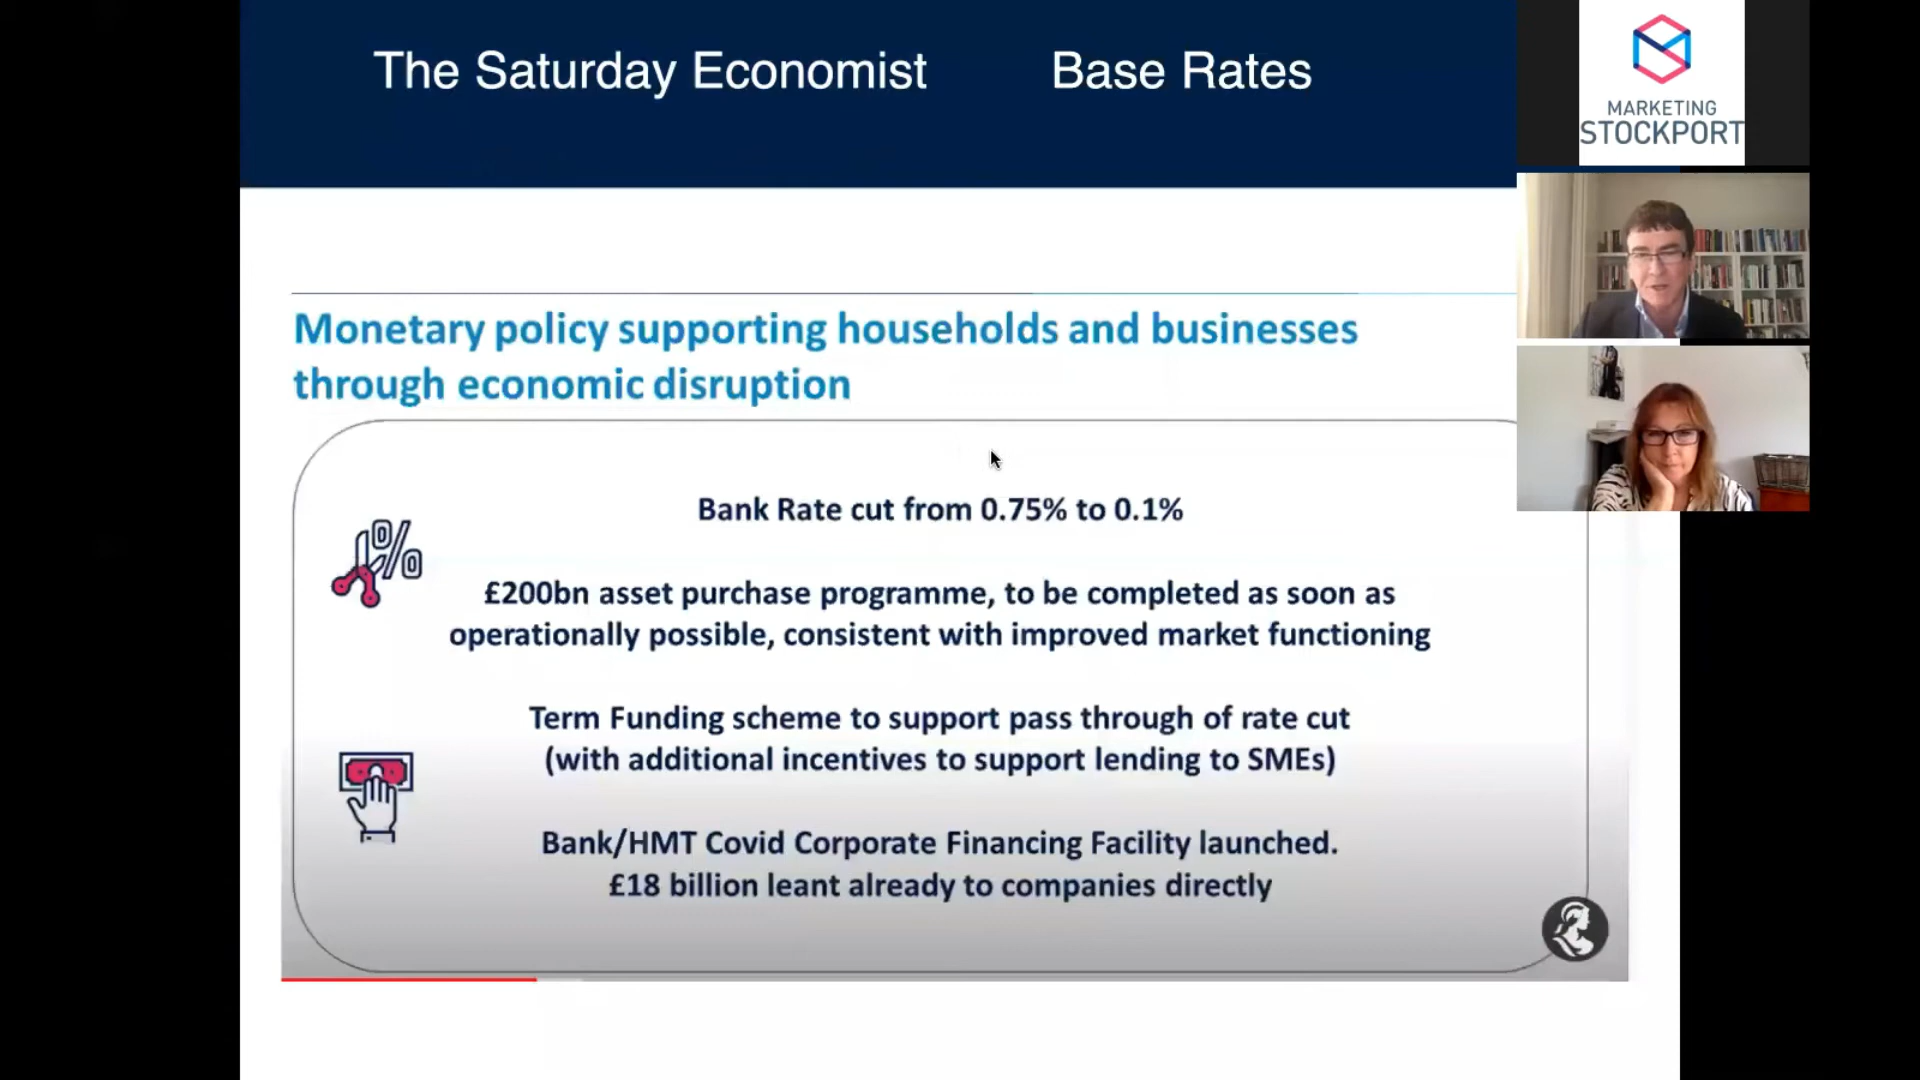 The Saturday Economist Base Rates
MARKETING
STOCKPORT
Monetary policy supporting households and businesses
through economic disruption
%
Bank Rate cut from 0.75% to 0.1%
£200bn asset purchase programme, to be completed as soon as
operationally possible, consistent with improved market functioning
Term Funding scheme to support pass through of rate cut
(with additional incentives to support lending to SMEs)
Bank/HMT Covid Corporate Financing Facility launched.
£18 billion leant already to companies directly